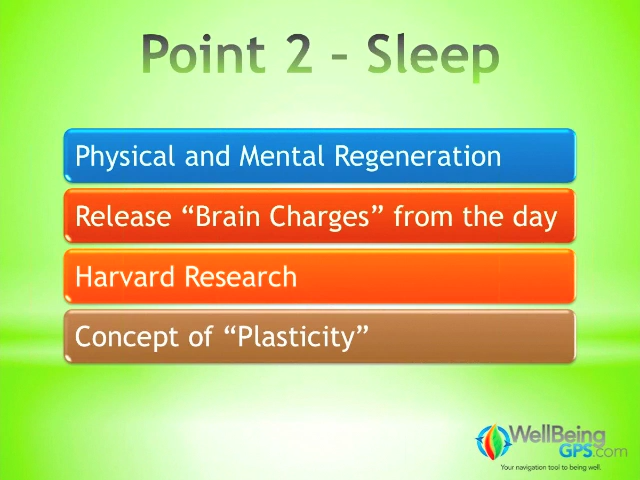 Point 2 – Sleep
Physical and Mental Regeneration
Release “Brain Charges” from the day
Harvard Research
Concept of “Plasticity”
WellBeing
GPS.com
Your navigation tool to being well.